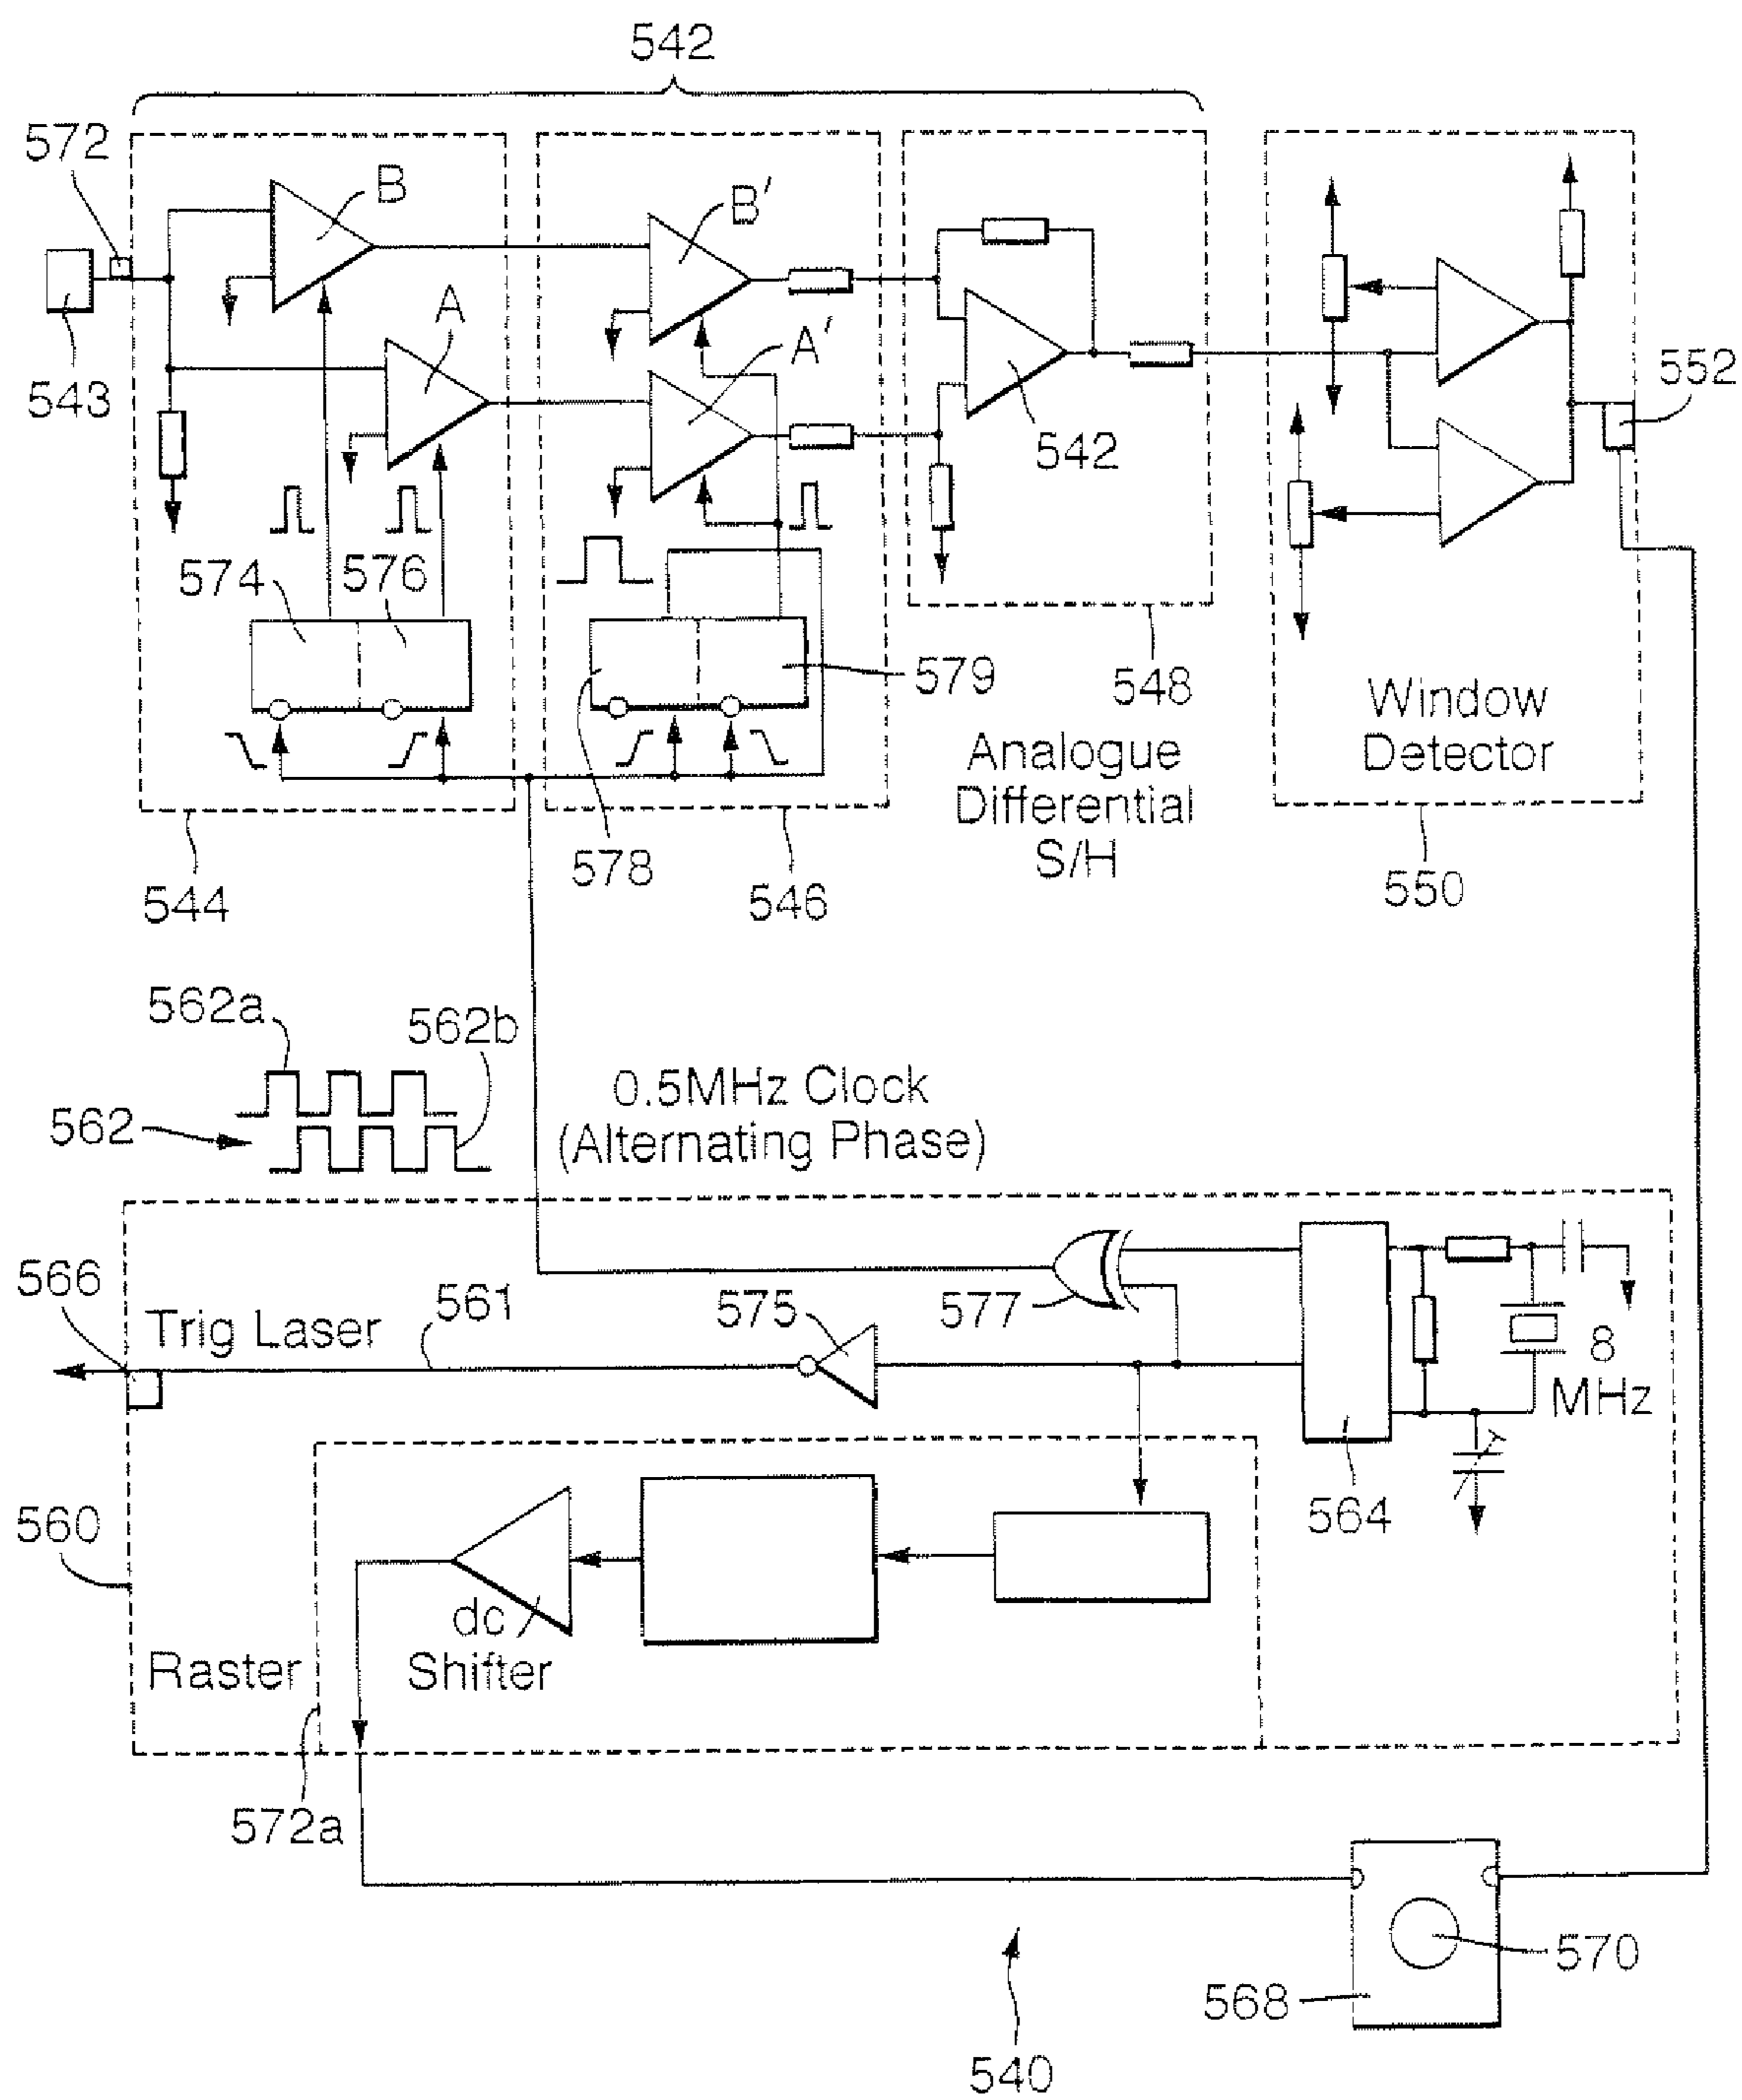 542
572
B
B'
A
A'
543
552
542
574
576
579
548
Window
Detector
Analogue
Differential
S/H
578
544
546
550
562a
562b
562
0.5MHz Clock
(Alternating Phase)
566
Trig Laser
561
575
577
8
MHz
564
560
dc
Shifter
Raster
572a
570
568
540